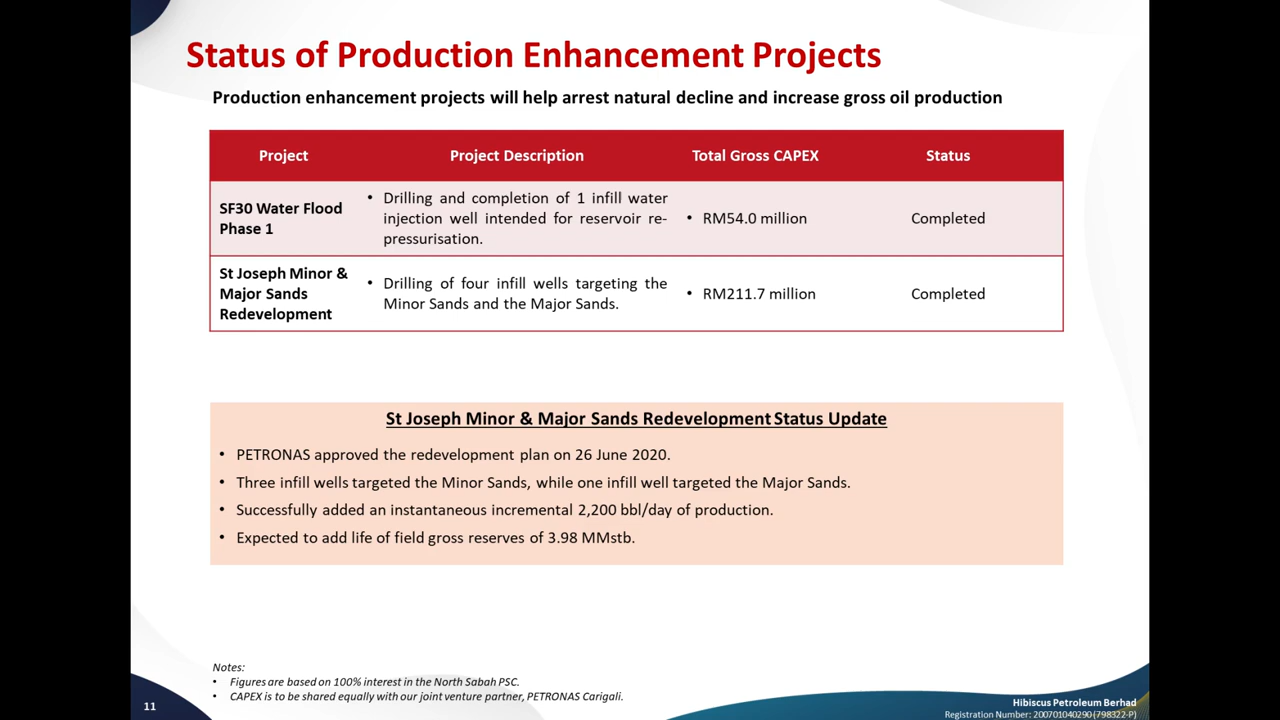 Status of Production Enhancement Projects
Production enhancement projects will help arrest natural decline and increase gross oil production
Project
Project Description
Total Gross CAPEX
Status
SF30 Water Flood
Phase 1
• Drilling and completion of 1 infill water
injection well intended for reservoir re-
pressurisation.
• RM54.0 million
Completed
St Joseph Minor &
Major Sands
Redevelopment
• Drilling of four infill wells targeting the
Minor Sands and the Major Sands.
• RM211.7 million
Completed
St Joseph Minor & Major Sands Redevelopment Status Update
• PETRONAS approved the redevelopment plan on 26 June 2020.
• Three infill wells targeted the Minor Sands, while one infill well targeted the Major Sands.
• Successfully added an instantaneous incremental 2,200 bbl/day of production.
• Expected to add life of field gross reserves of 3.98 MMstb.
Notes:
• Figures are based on 100% interest in the North Sabah PSC.
• CAPEX is to be shared equally with our joint venture partner, PETRONAS Carigali.
11
Hibiscus Petroleum Berhad
Registration Number: 200701040290 (798322-P)